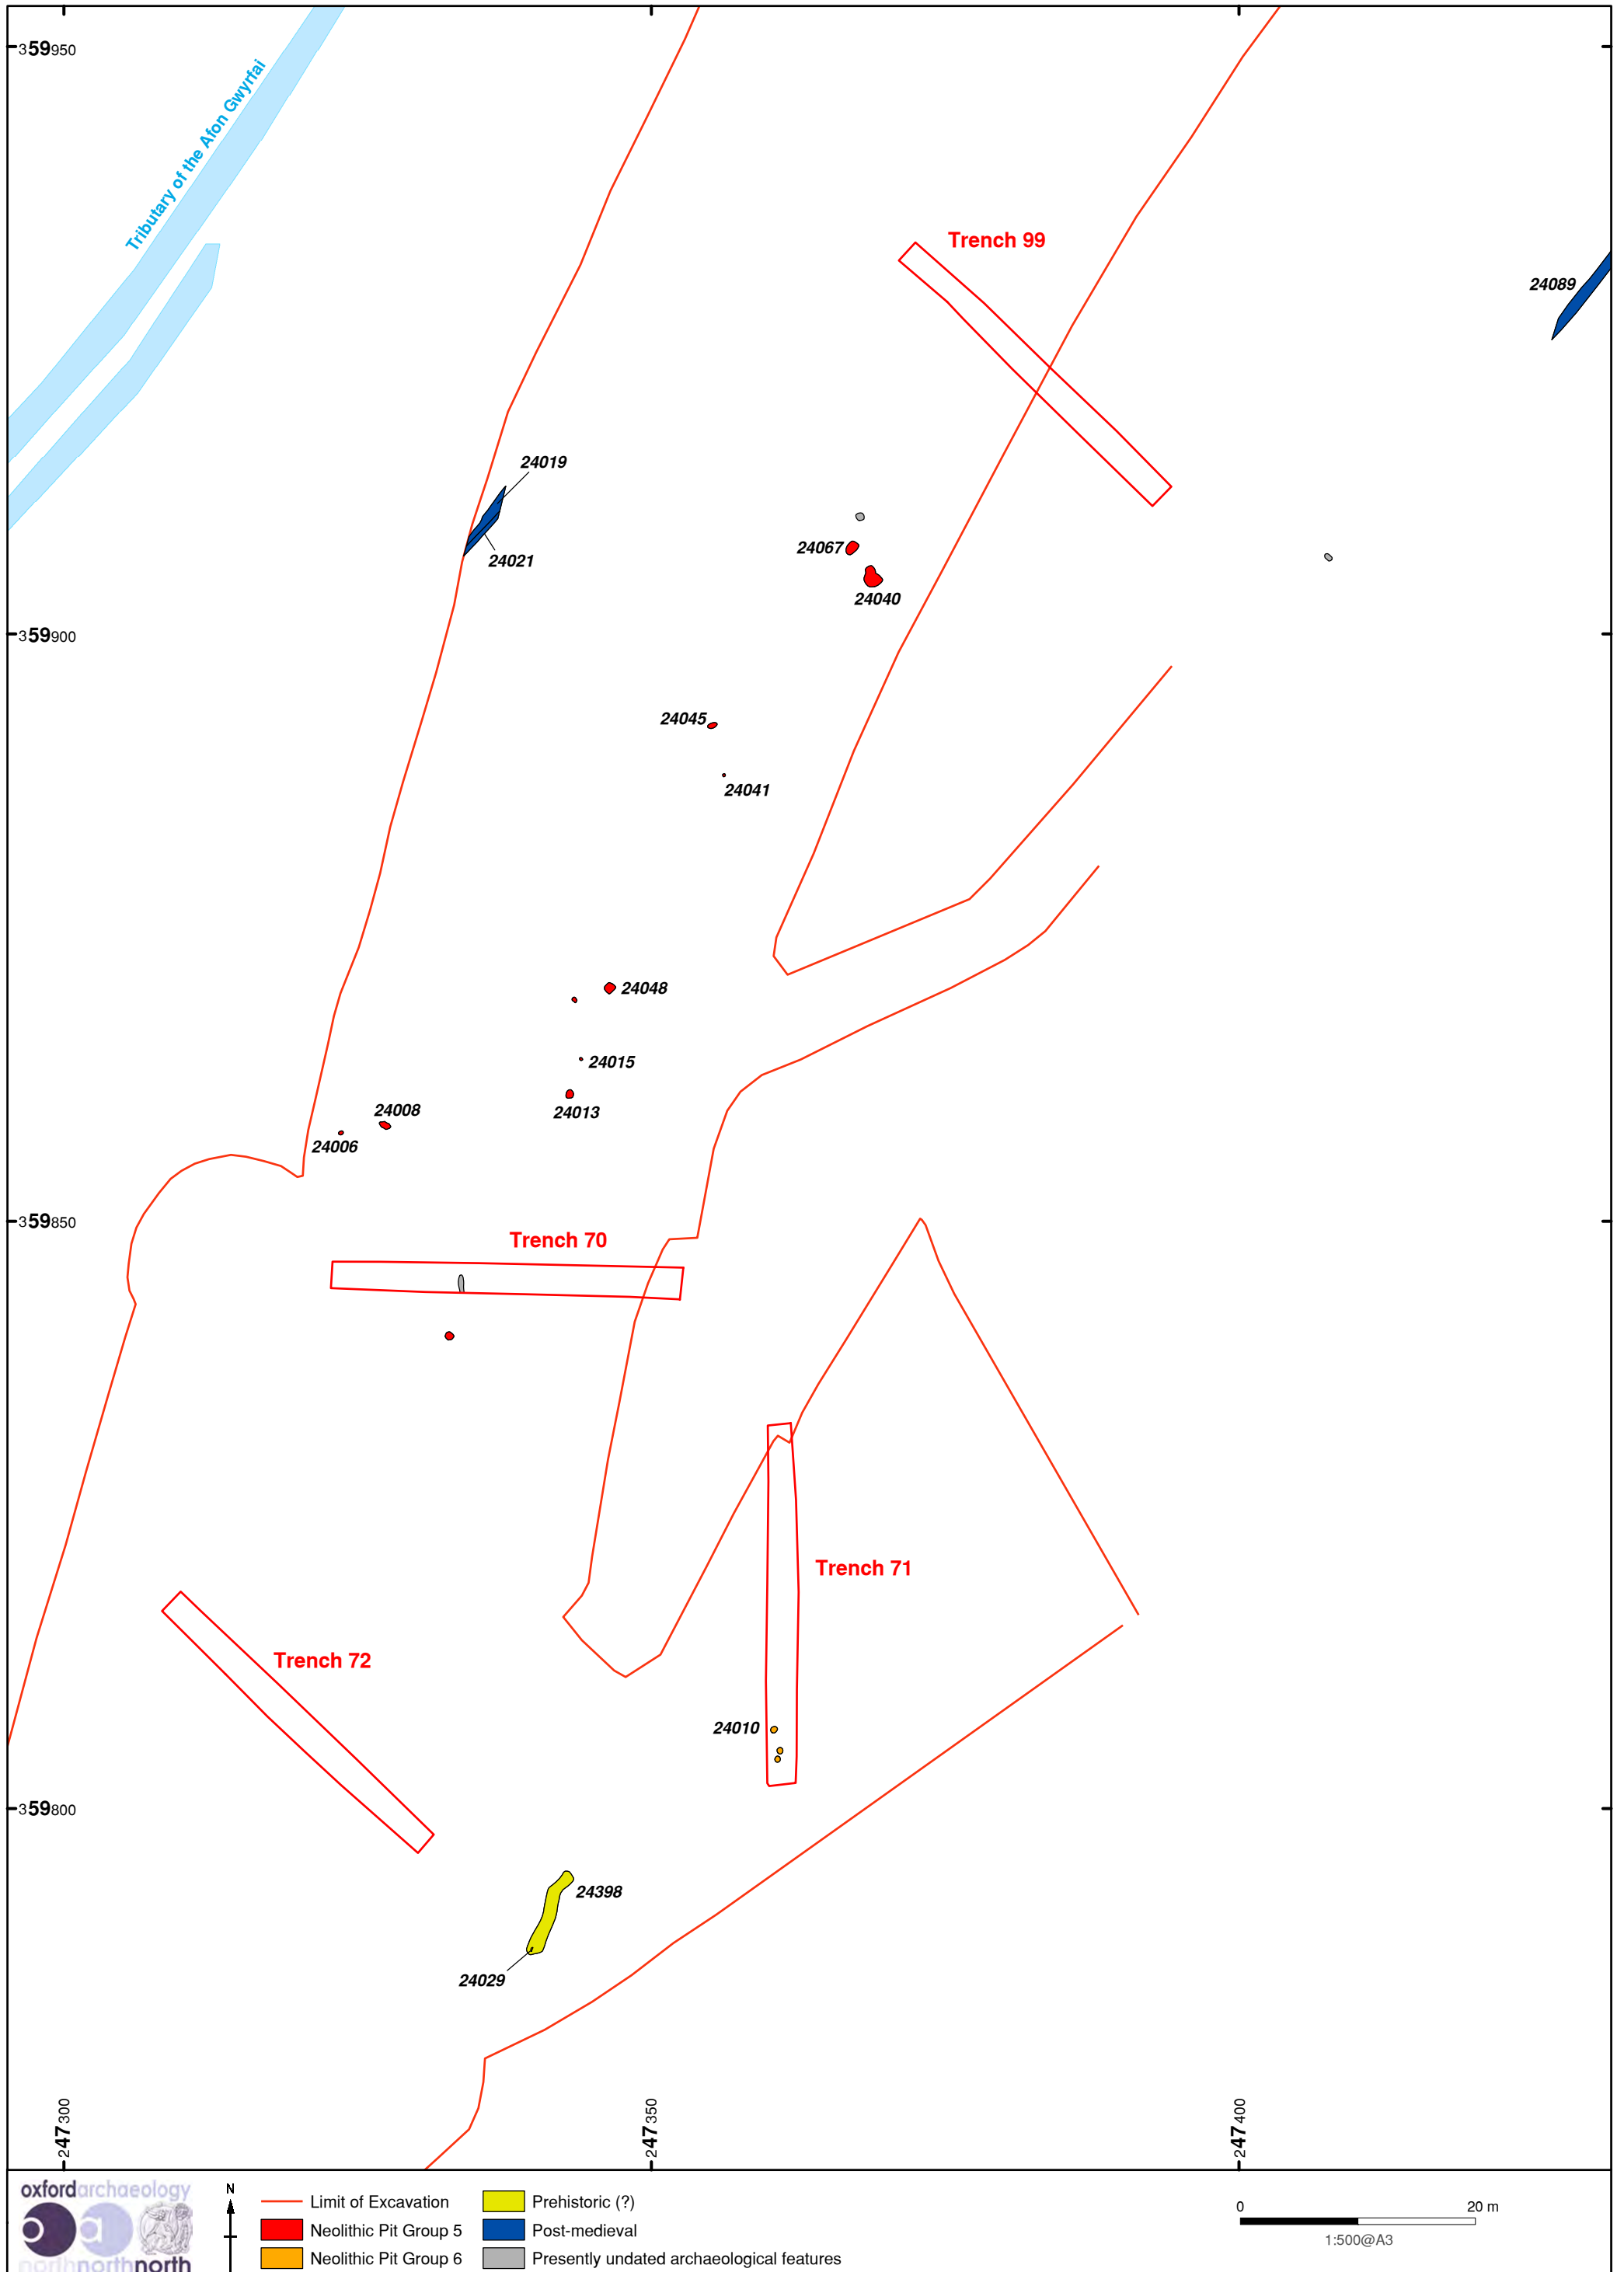 359950
Tributary of the Afon Gwyrfai
Trench 99
24089
24019
24021
24067
24040
359900
24045
24041
24048
24015
24013
24008
24006
359850
Trench 70
Trench 71
Trench 72
24010
359800
24398
24029
247300
247350
247400
oxfordarchaeology
northnorthnorth
N
Limit of Excavation
Neolithic Pit Group 5
Neolithic Pit Group 6
Prehistoric (?)
Post-medieval
Presently undated archaeological features
0 20 m
1:500@A3